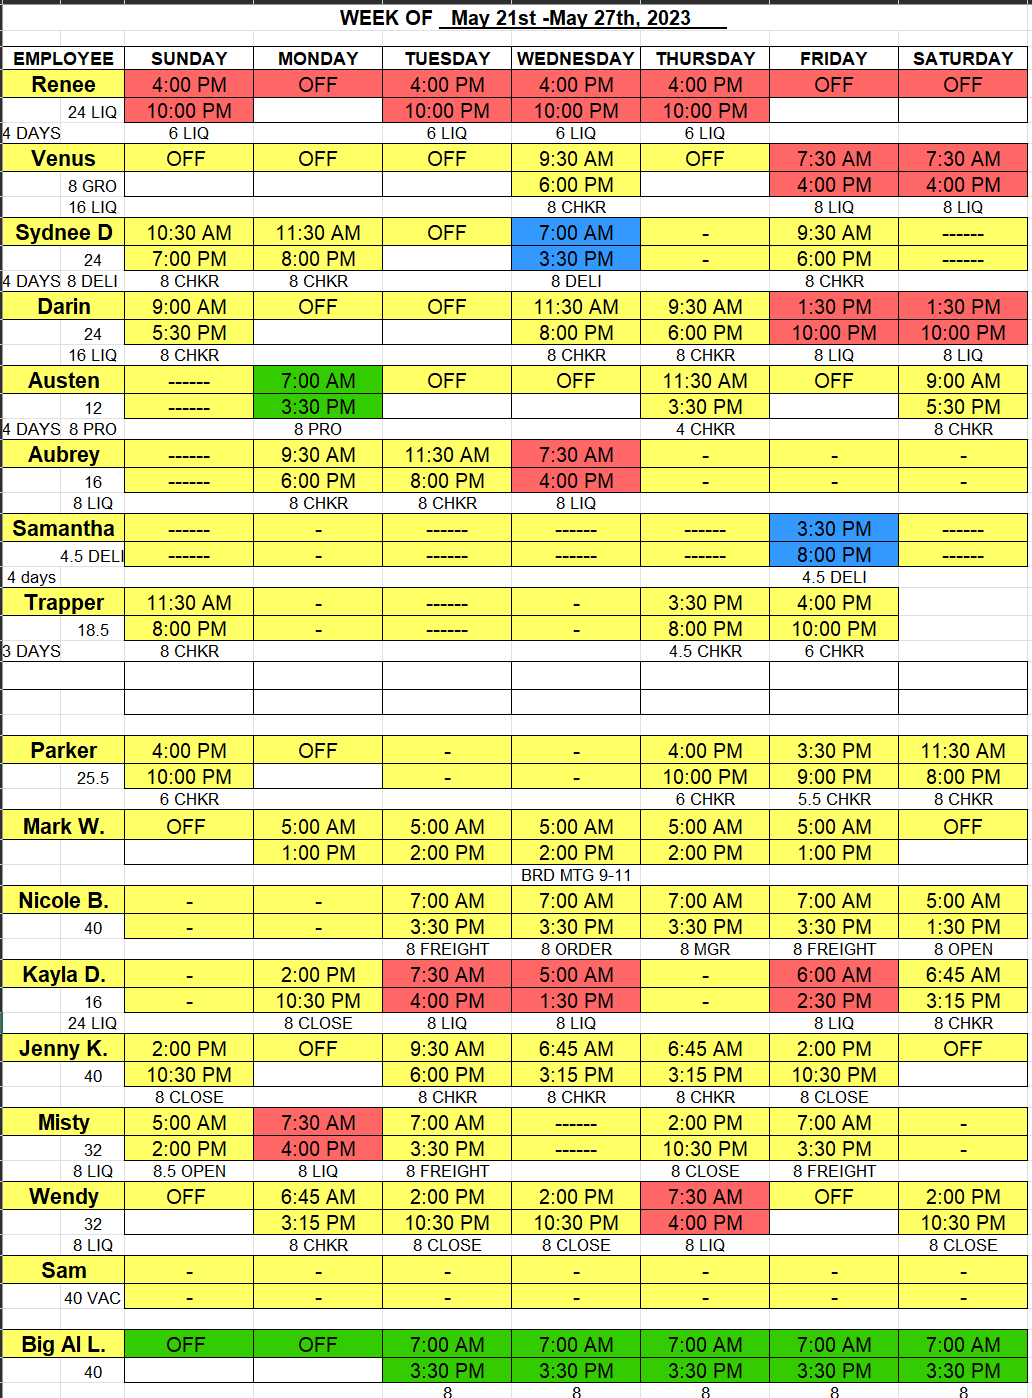 WEEK OF   May 21st -May 27th, 2023
EMPLOYEE SUNDAY MONDAY TUESDAY WEDNESDAY THURSDAY FRIDAY SATURDAY
Renee 4:00 PM OFF 4:00 PM 4:00 PM 4:00 PM OFF OFF
24 LIQ 10:00 PM 10:00 PM 10:00 PM 10:00 PM
4 DAYS 6 LIQ 6 LIQ 6 LIQ 6 LIQ
Venus OFF OFF OFF 9:30 AM OFF 7:30 AM 7:30 AM
8 GRO 6:00 PM 4:00 PM 4:00 PM
16 LIQ 8 CHKR 8 LIQ 8 LIQ
Sydnee D 10:30 AM 11:30 AM OFF 7:00 AM - 9:30 AM ------
24 7:00 PM 8:00 PM 3:30 PM - 6:00 PM ------
4 DAYS 8 DELI 8 CHKR 8 CHKR 8 DELI 8 CHKR
Darin 9:00 AM OFF OFF 11:30 AM 9:30 AM 1:30 PM 1:30 PM
24 5:30 PM 8:00 PM 6:00 PM 10:00 PM 10:00 PM
16 LIQ 8 CHKR 8 CHKR 8 CHKR 8 LIQ 8 LIQ
Austen ------ 7:00 AM OFF OFF 11:30 AM OFF 9:00 AM
12 ------ 3:30 PM 3:30 PM 5:30 PM
4 DAYS 8 PRO 8 PRO 4 CHKR 8 CHKR
Aubrey ------ 9:30 AM 11:30 AM 7:30 AM - - -
16 ------ 6:00 PM 8:00 PM 4:00 PM - - -
8 LIQ 8 CHKR 8 CHKR 8 LIQ
Samantha ------ - ------ ------ ------ 3:30 PM ------
4.5 DELI ------ - ------ ------ ------ 8:00 PM ------
4 days 4.5 DELI
Trapper 11:30 AM - ------ - 3:30 PM 4:00 PM
18.5 8:00 PM - ------ - 8:00 PM 10:00 PM
3 DAYS 8 CHKR 4.5 CHKR 6 CHKR
Parker 4:00 PM OFF - - 4:00 PM 3:30 PM 11:30 AM
25.5 10:00 PM - - 10:00 PM 9:00 PM 8:00 PM
6 CHKR 6 CHKR 5.5 CHKR 8 CHKR
Mark W. OFF 5:00 AM 5:00 AM 5:00 AM 5:00 AM 5:00 AM OFF
1:00 PM 2:00 PM 2:00 PM 2:00 PM 1:00 PM
BRD MTG 9-11
Nicole B. - - 7:00 AM 7:00 AM 7:00 AM 7:00 AM 5:00 AM
40 - - 3:30 PM 3:30 PM 3:30 PM 3:30 PM 1:30 PM
8 FREIGHT 8 ORDER 8 MGR 8 FREIGHT 8 OPEN
Kayla D. - 2:00 PM 7:30 AM 5:00 AM - 6:00 AM 6:45 AM
16 - 10:30 PM 4:00 PM 1:30 PM - 2:30 PM 3:15 PM
24 LIQ 8 CLOSE 8 LIQ 8 LIQ 8 LIQ 8 CHKR
Jenny K. 2:00 PM OFF 9:30 AM 6:45 AM 6:45 AM 2:00 PM OFF
40 10:30 PM 6:00 PM 3:15 PM 3:15 PM 10:30 PM
8 CLOSE 8 CHKR 8 CHKR 8 CHKR 8 CLOSE
Misty 5:00 AM 7:30 AM 7:00 AM ------ 2:00 PM 7:00 AM -
32 2:00 PM 4:00 PM 3:30 PM ------ 10:30 PM 3:30 PM -
8 LIQ 8.5 OPEN 8 LIQ 8 FREIGHT 8 CLOSE 8 FREIGHT
Wendy OFF 6:45 AM 2:00 PM 2:00 PM 7:30 AM OFF 2:00 PM
32 3:15 PM 10:30 PM 10:30 PM 4:00 PM 10:30 PM
8 LIQ 8 CHKR 8 CLOSE 8 CLOSE 8 LIQ 8 CLOSE
Sam - - - - - - -
40 VAC - - - - - - -
Big Al L. OFF OFF 7:00 AM 7:00 AM 7:00 AM 7:00 AM 7:00 AM
40 3:30 PM 3:30 PM 3:30 PM 3:30 PM 3:30 PM
8 8 8 8 8